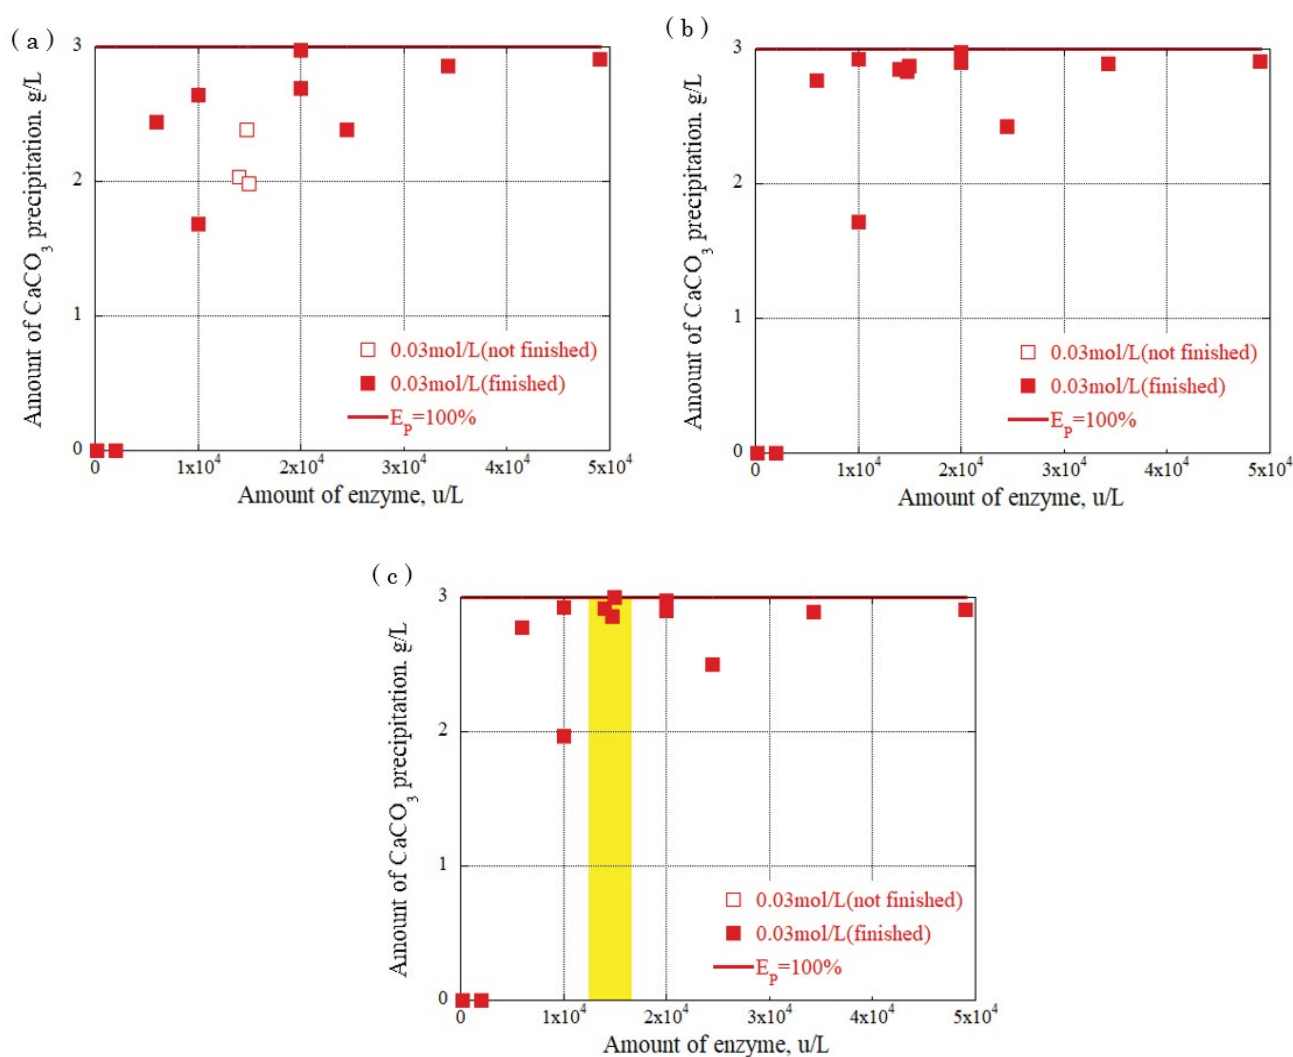 ( a )
3
2
1
0
Amount of CaCO3 precipitation. g/L
0.03mol/L(not finished)
0.03mol/L(finished)
EP=100%
0 1x10^4 2x10^4 3x10^4 4x10^4 5x10^4
Amount of enzyme, u/L
( b )
3
2
1
0
Amount of CaCO3 precipitation. g/L
0.03mol/L(not finished)
0.03mol/L(finished)
EP=100%
0 1x10^4 2x10^4 3x10^4 4x10^4 5x10^4
Amount of enzyme, u/L
( c )
3
2
1
0
Amount of CaCO3 precipitation. g/L
0.03mol/L(not finished)
0.03mol/L(finished)
EP=100%
0 1x10^4 2x10^4 3x10^4 4x10^4 5x10^4
Amount of enzyme, u/L